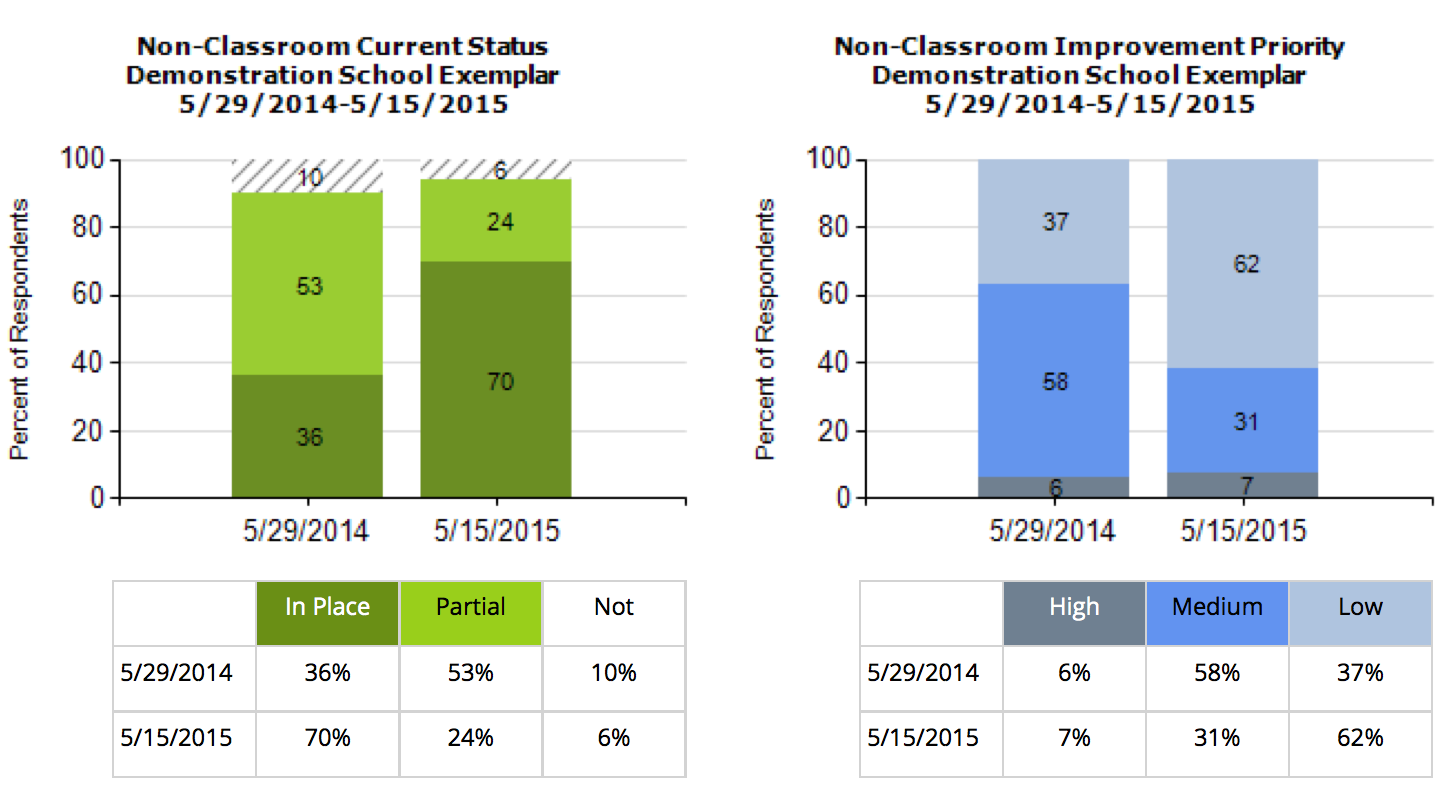 Non-Classroom Current Status
Demonstration School Exemplar
5/29/2014-5/15/2015
Percent of Respondents
100
80
60
40
20
0
10
53
36
6
24
70
5/29/2014 5/15/2015
In Place Partial Not
5/29/2014 36% 53% 10%
5/15/2015 70% 24% 6%
Non-Classroom Improvement Priority
Demonstration School Exemplar
5/29/2014-5/15/2015
Percent of Respondents
100
80
60
40
20
0
37
58
6
62
31
7
5/29/2014 5/15/2015
High Medium Low
5/29/2014 6% 58% 37%
5/15/2015 7% 31% 62%